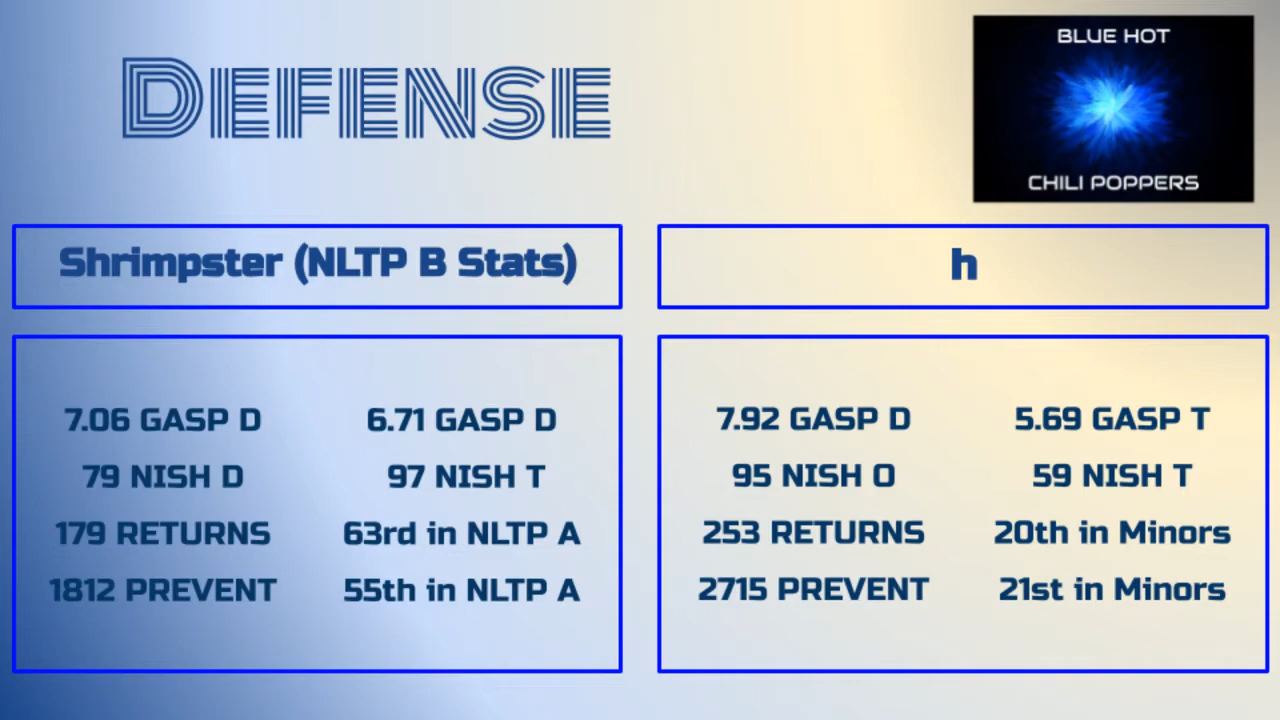 DEFENSE
BLUE HOT
CHILI POPPERS
Shrimpster (NLTP B Stats)
7.06 GASP D
79 NISH D
179 RETURNS
1812 PREVENT
6.71 GASP D
97 NISH T
63rd in NLTP A
55th in NLTP A
h
7.92 GASP D
95 NISH O
253 RETURNS
2715 PREVENT
5.69 GASP T
59 NISH T
20th in Minors
21st in Minors